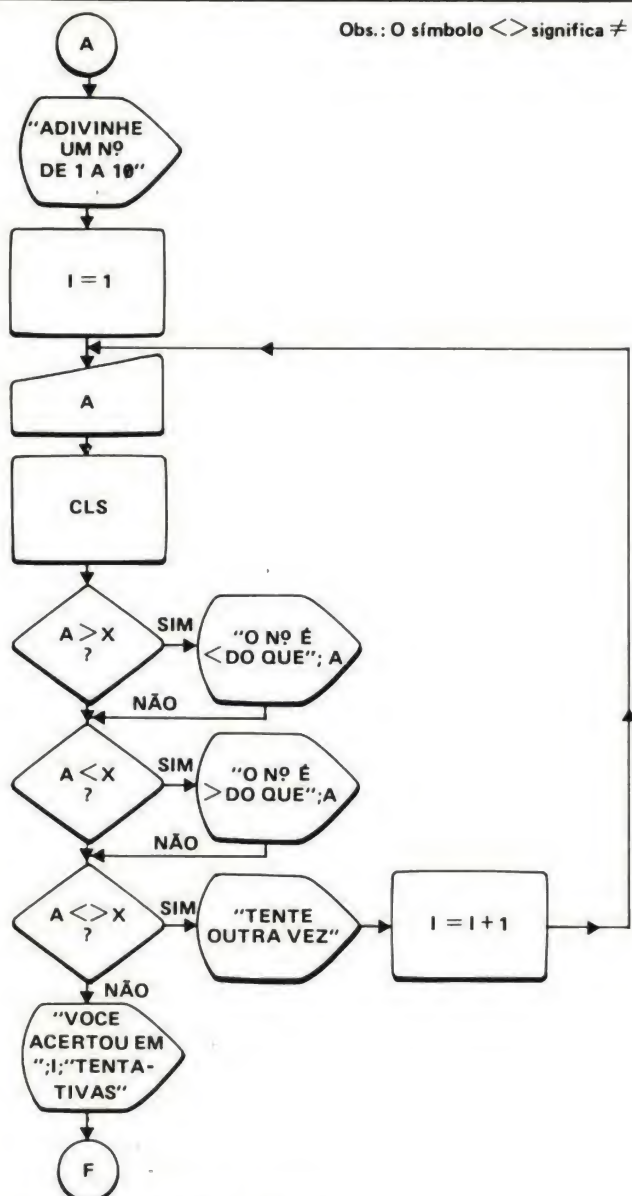 Obs.: O símbolo <> significa ≠
A
"ADIVINHE
UM Nº
DE 1 A 10"
I = 1
A
CLS
A > X
?
SIM
"O Nº É
< DO QUE"; A
NÃO
A < X
?
SIM
"O Nº É
> DO QUE";A
NÃO
A <> X
?
SIM
"TENTE
OUTRA VEZ"
I = I + 1
NÃO
"VOCE
ACERTOU EM
";I;"TENTA-
TIVAS"
F